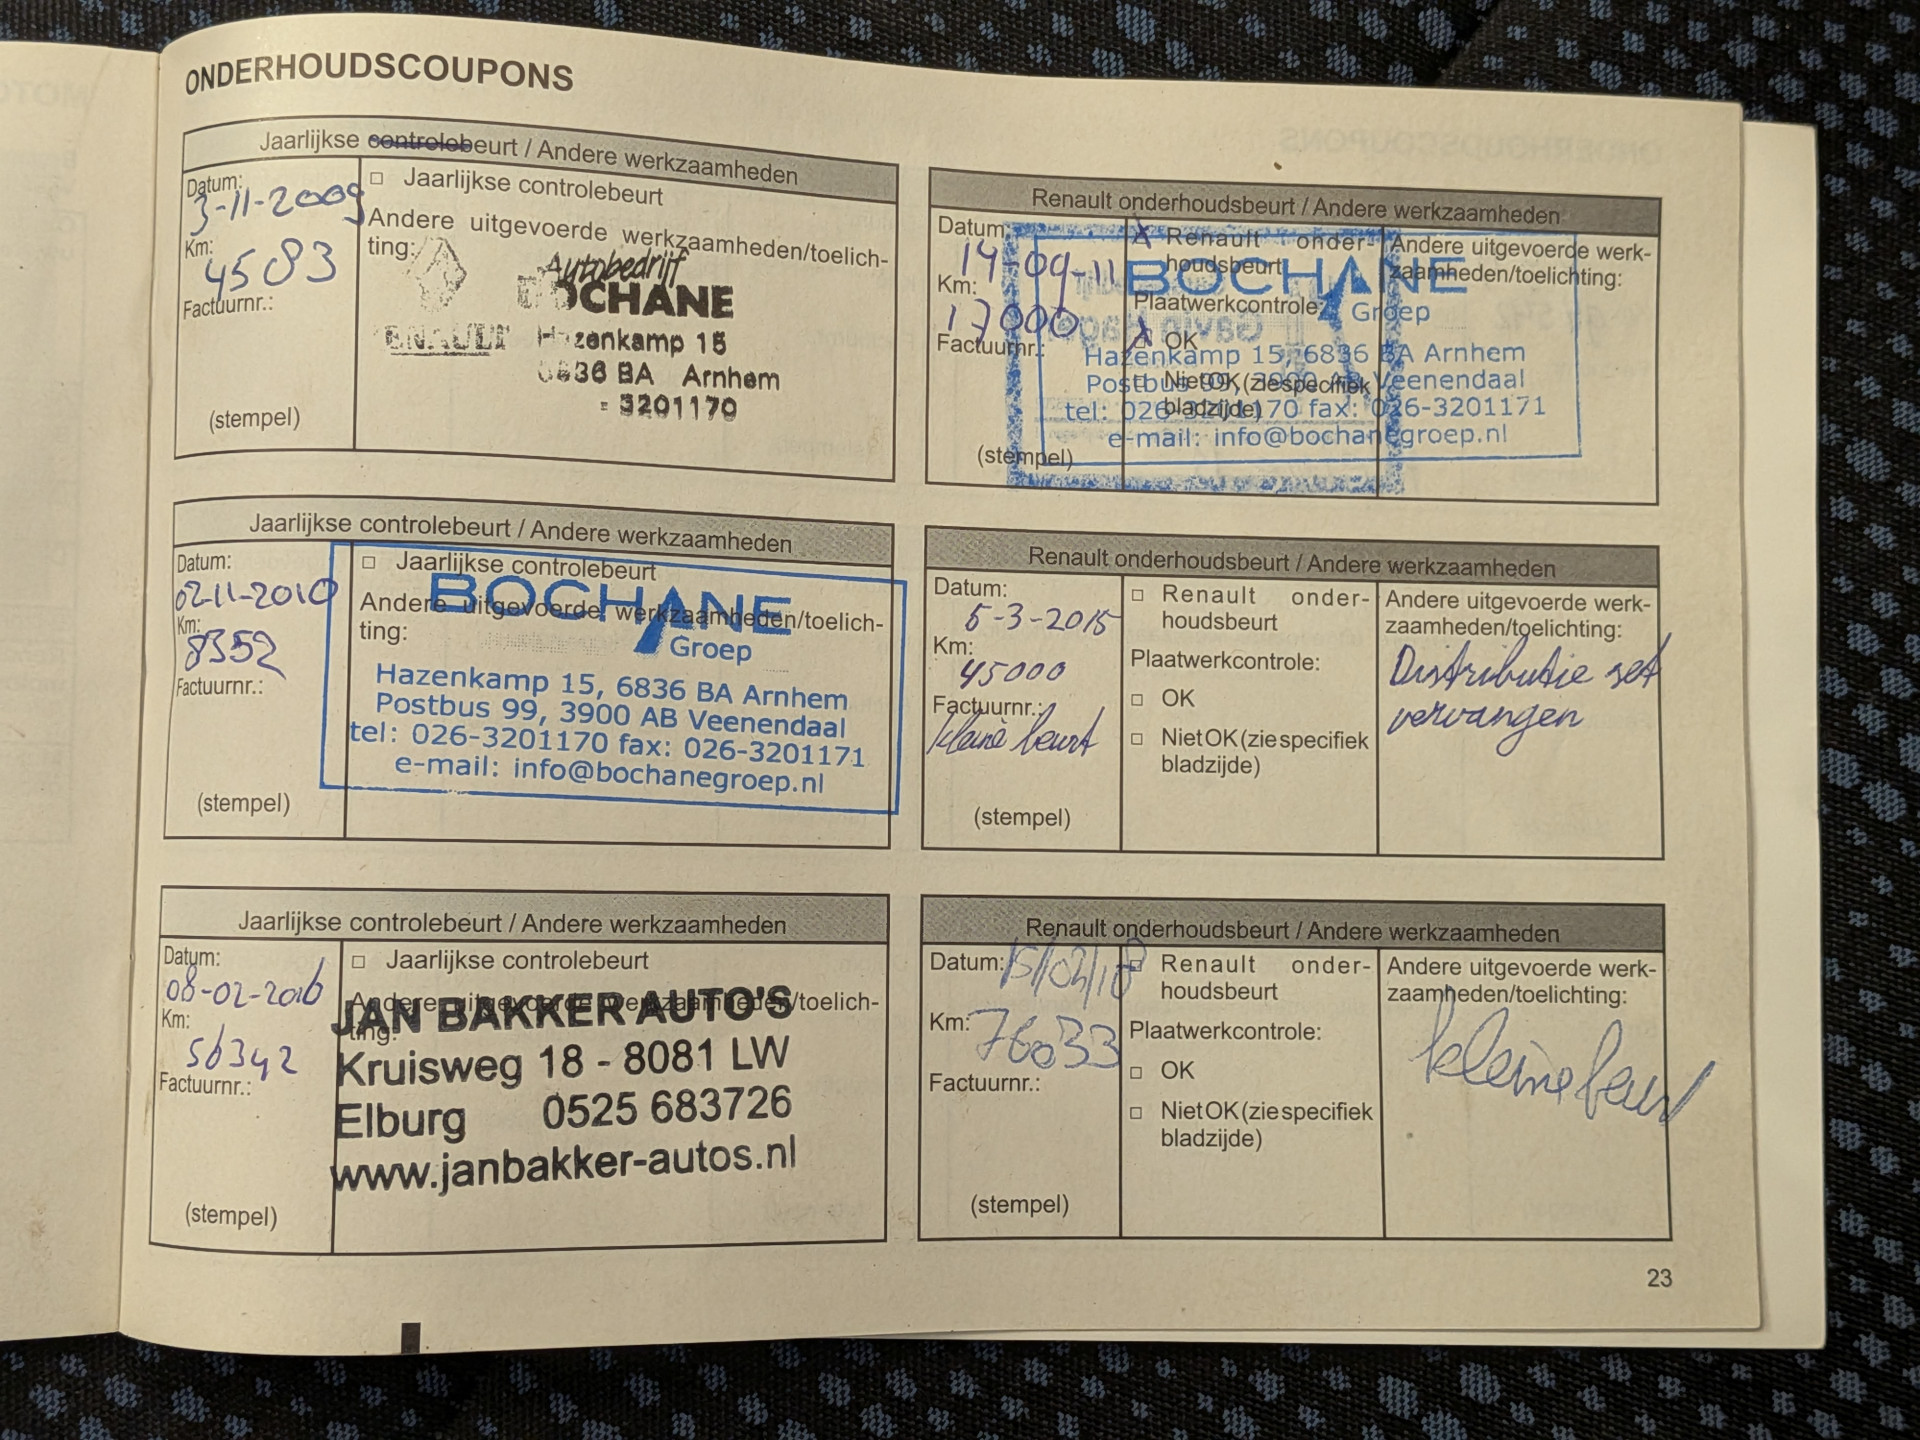 ONDERHOUDSCOUPONS
Jaarlijkse controlebeurt / Andere werkzaamheden
Datum:
3-11-2009
Km:
4583
Factuurnr.:
(stempel)
□ Jaarlijkse controlebeurt
Andere uitgevoerde werkzaamheden/toelich-
ting:
Autobedrijf
BOCHANE
RENAULT Hazenkamp 15
6836 BA Arnhem
- 3201170
Renault onderhoudsbeurt / Andere werkzaamheden
Datum:
14-09-11
Km:
17000
Factuurnr.:
(stempel)
Renault onder-
houdsbeurt
Plaatwerkcontrole:
OK
Niet OK (zie specifiek
bladzijde)
Andere uitgevoerde werk-
zaamheden/toelichting:
BOCHANE
Groep
Hazenkamp 15, 6836 BA Arnhem
Postbus 99, 3900 AB Veenendaal
tel: 026-3201170 fax: 026-3201171
e-mail: info@bochanegroep.nl
Jaarlijkse controlebeurt / Andere werkzaamheden
Datum:
02-11-2010
Km:
8352
Factuurnr.:
(stempel)
□ Jaarlijkse controlebeurt
Andere uitgevoerde werkzaamheden/toelich-
ting:
BOCHANE
Groep
Hazenkamp 15, 6836 BA Arnhem
Postbus 99, 3900 AB Veenendaal
tel: 026-3201170 fax: 026-3201171
e-mail: info@bochanegroep.nl
Renault onderhoudsbeurt / Andere werkzaamheden
Datum:
5-3-2015
Km:
45000
Factuurnr.:
kleine beurt
(stempel)
□ Renault onder-
houdsbeurt
Plaatwerkcontrole:
□ OK
□ Niet OK (zie specifiek
bladzijde)
Andere uitgevoerde werk-
zaamheden/toelichting:
Distributie set
vervangen
Jaarlijkse controlebeurt / Andere werkzaamheden
Datum:
08-02-2016
Km:
56342
Factuurnr.:
(stempel)
□ Jaarlijkse controlebeurt
Andere uitgevoerde werkzaamheden/toelich-
ting:
JAN BAKKER AUTO'S
Kruisweg 18 - 8081 LW
Elburg 0525 683726
www.janbakker-autos.nl
Renault onderhoudsbeurt / Andere werkzaamheden
Datum: 15/02/18
Km: 76033
Factuurnr.:
(stempel)
□ Renault onder-
houdsbeurt
Plaatwerkcontrole:
□ OK
□ Niet OK (zie specifiek
bladzijde)
Andere uitgevoerde werk-
zaamheden/toelichting:
kleine beurt
23